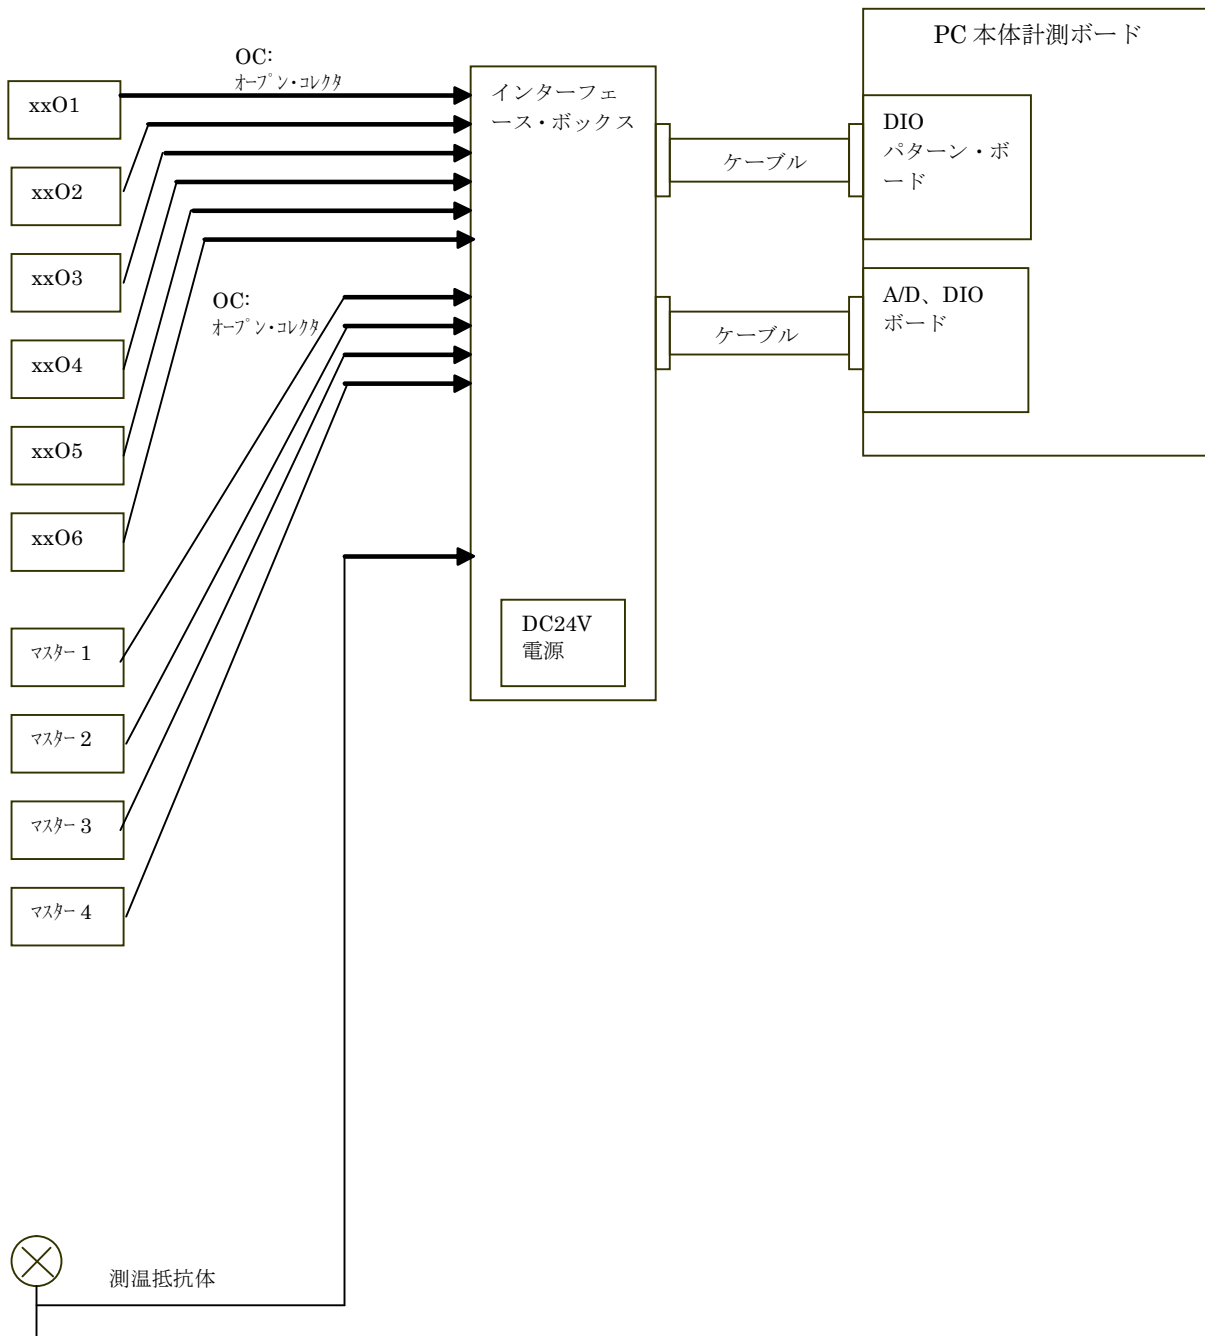 PC 本体計測ボード
OC:
ｵｰﾌﾟﾝ・ｺﾚｸﾀ
xxO1
インターフェ
ース・ボックス
DIO
パターン・ボ
ード
ケーブル
xxO2
xxO3
OC:
ｵｰﾌﾟﾝ・ｺﾚｸﾀ
A/D、DIO
ボード
ケーブル
xxO4
xxO5
xxO6
DC24V
電源
ﾏｽﾀｰ 1
ﾏｽﾀｰ 2
ﾏｽﾀｰ 3
ﾏｽﾀｰ 4
測温抵抗体